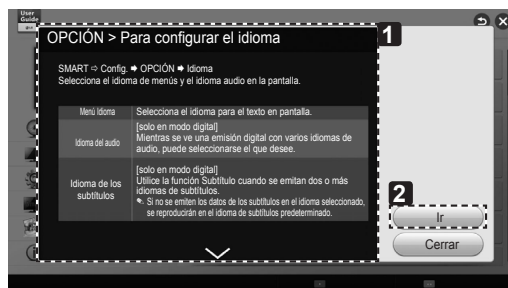 User
Guide
OPCIÓN > Para configurar el idioma
1
SMART ⇨ Config. ➡ OPCIÓN ➡ Idioma
Selecciona el idioma de menús y el idioma audio en la pantalla.
Menú Idioma
Selecciona el idioma para el texto en pantalla.
Idioma del audio
[solo en modo digital]
Mientras se ve una emisión digital con varios idiomas de
audio, puede seleccionarse el que desee.
Idioma de los
subtítulos
[solo en modo digital]
Utilice la función Subtítulo cuando se emitan dos o más
idiomas de subtítulos.
Si no se emiten los datos de los subtítulos en el idioma seleccionado,
se reproducirán en el idioma de subtítulos predeterminado.
2
Ir
Cerrar